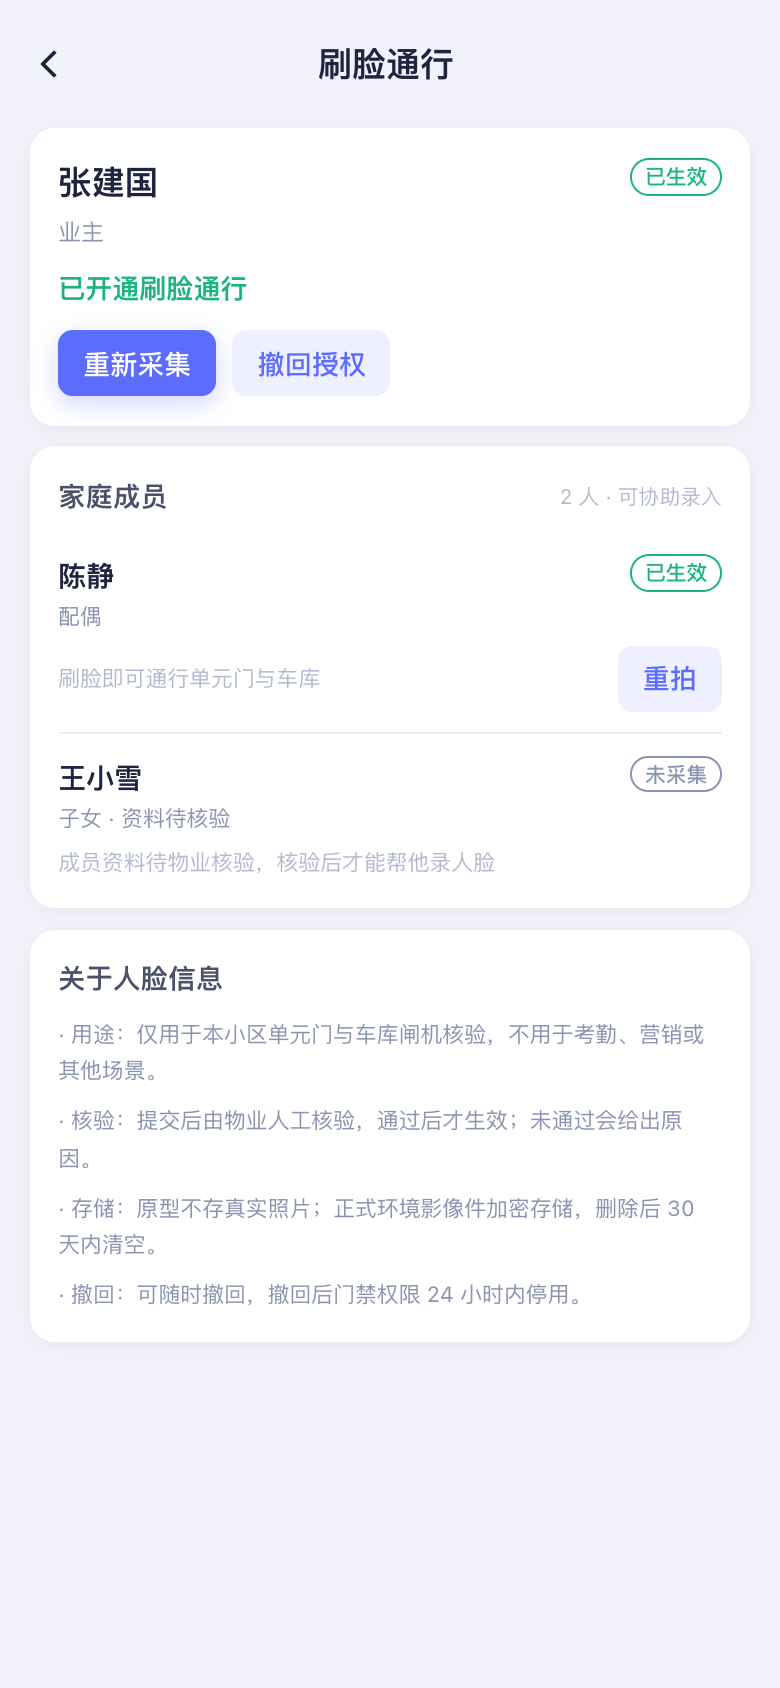 刷脸通行
张建国
已生效
业主
已开通刷脸通行
重新采集
撤回授权
家庭成员
2 人 · 可协助录入
陈静
已生效
配偶
刷脸即可通行单元门与车库
重拍
王小雪
未采集
子女 · 资料待核验
成员资料待物业核验，核验后才能帮他录人脸
关于人脸信息
· 用途：仅用于本小区单元门与车库闸机核验，不用于考勤、营销或
其他场景。
· 核验：提交后由物业人工核验，通过后才生效；未通过会给出原
因。
· 存储：原型不存真实照片；正式环境影像件加密存储，删除后 30
天内清空。
· 撤回：可随时撤回，撤回后门禁权限 24 小时内停用。